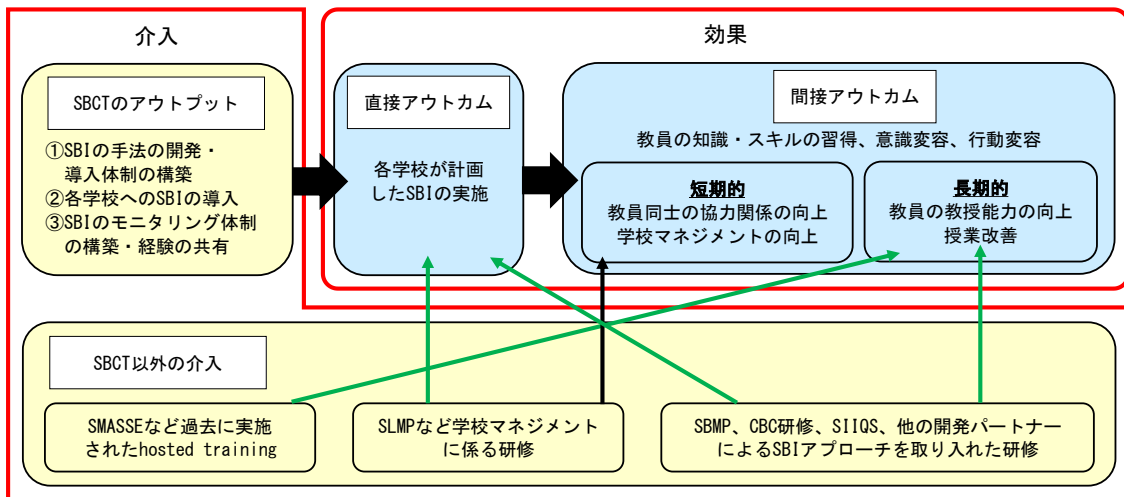 介入
効果
SBCTのアウトプット
①SBIの手法の開発・
導入体制の構築
②各学校へのSBIの導入
③SBIのモニタリング体制
の構築・経験の共有
直接アウトカム
各学校が計画
したSBIの実施
間接アウトカム
教員の知識・スキルの習得、意識変容、行動変容
短期的
教員同士の協力関係の向上
学校マネジメントの向上
長期的
教員の教授能力の向上
授業改善
SBCT以外の介入
SMASSEなど過去に実施
されたhosted training
SLMPなど学校マネジメント
に係る研修
SBMP、CBC研修、SIIQS、他の開発パートナー
によるSBIアプローチを取り入れた研修